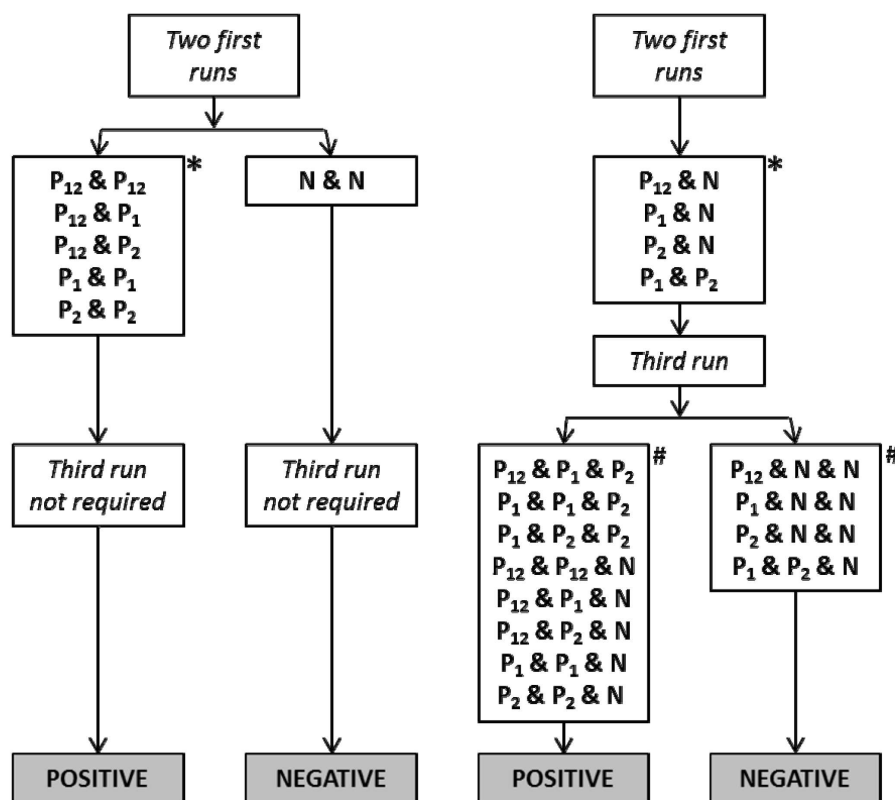 Two first
runs
P12 & P12
P12 & P1
P12 & P2
P1 & P1
P2 & P2
*
N & N
Third run
not required
Third run
not required
POSITIVE
NEGATIVE
Two first
runs
P12 & N
P1 & N
P2 & N
P1 & P2
*
Third run
P12 & P1 & P2
P1 & P1 & P2
P1 & P2 & P2
P12 & P12 & N
P12 & P1 & N
P12 & P2 & N
P1 & P1 & N
P2 & P2 & N
#
P12 & N & N
P1 & N & N
P2 & N & N
P1 & P2 & N
#
POSITIVE
NEGATIVE